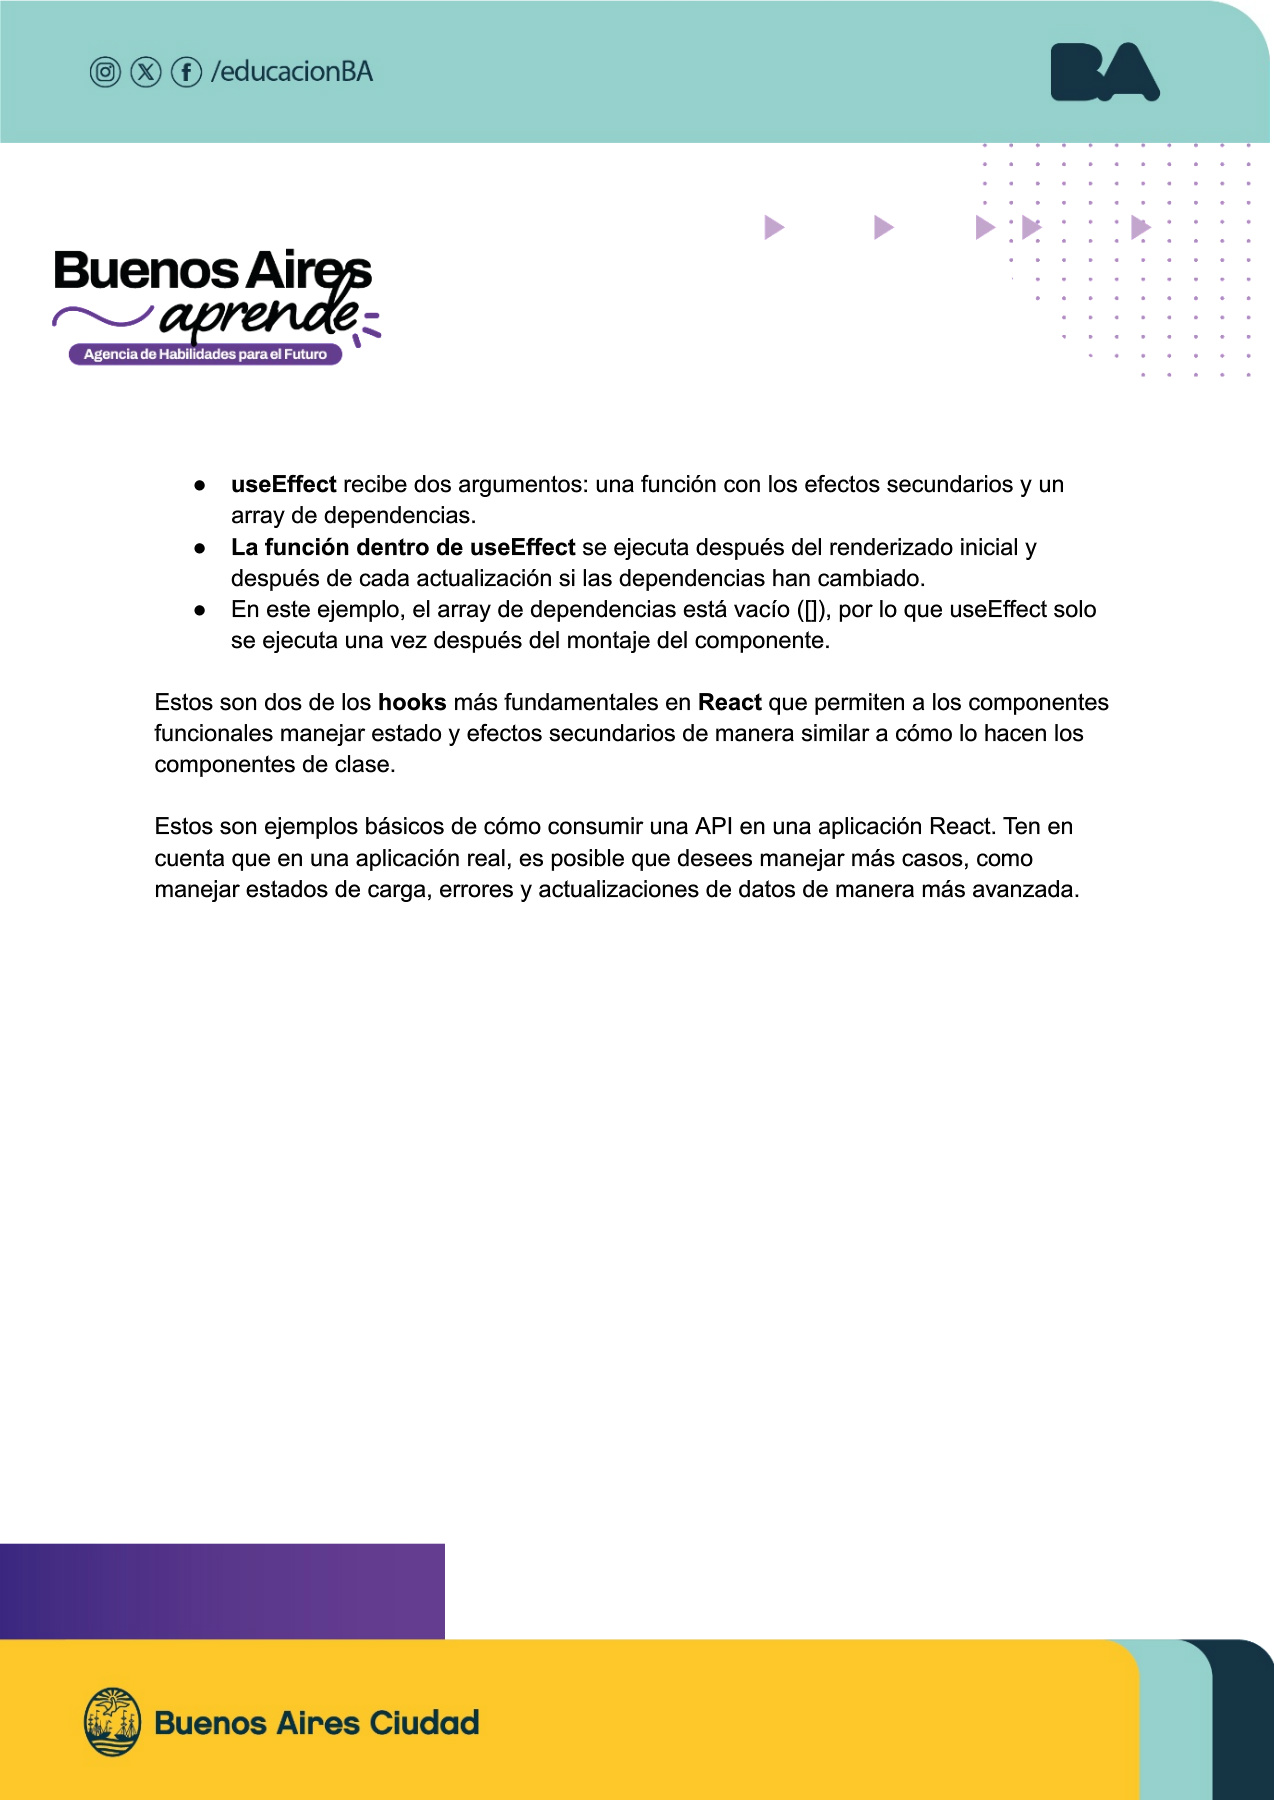 /educacionBA
BA
Buenos Aires
aprende
Agencia de Habilidades para el Futuro
● useEffect recibe dos argumentos: una función con los efectos secundarios y un
array de dependencias.
● La función dentro de useEffect se ejecuta después del renderizado inicial y
después de cada actualización si las dependencias han cambiado.
● En este ejemplo, el array de dependencias está vacío ([]), por lo que useEffect solo
se ejecuta una vez después del montaje del componente.
Estos son dos de los hooks más fundamentales en React que permiten a los componentes
funcionales manejar estado y efectos secundarios de manera similar a cómo lo hacen los
componentes de clase.
Estos son ejemplos básicos de cómo consumir una API en una aplicación React. Ten en
cuenta que en una aplicación real, es posible que desees manejar más casos, como
manejar estados de carga, errores y actualizaciones de datos de manera más avanzada.
Buenos Aires Ciudad